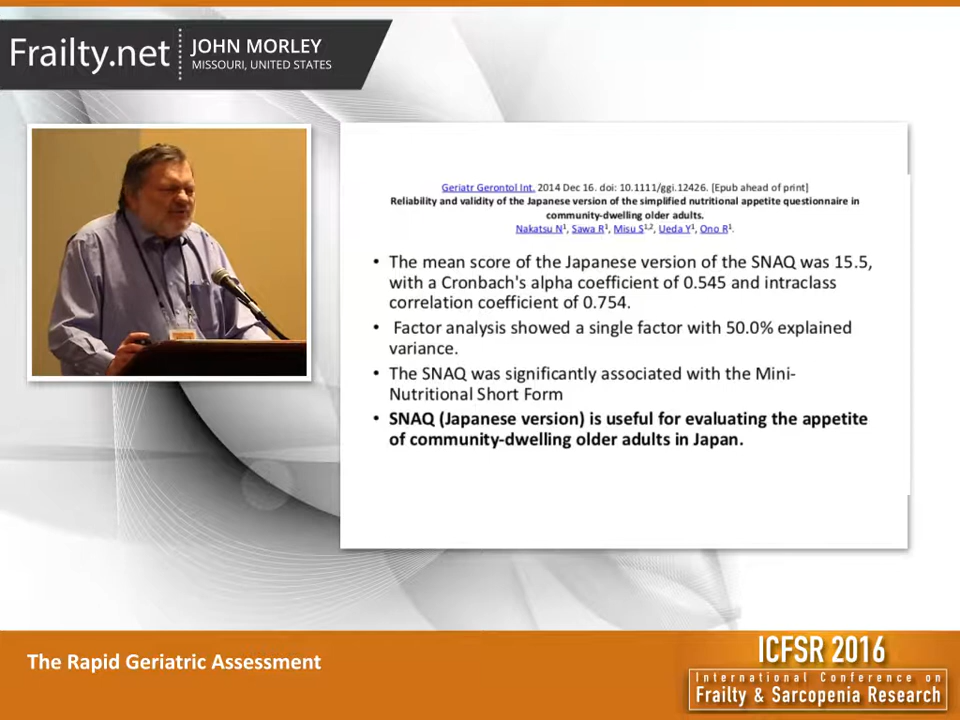 Frailty.net
JOHN MORLEY
MISSOURI, UNITED STATES
Geriatr Gerontol Int. 2014 Dec 16. doi: 10.1111/ggi.12426. [Epub ahead of print]
Reliability and validity of the Japanese version of the simplified nutritional appetite questionnaire in
community-dwelling older adults.
Nakatsu N¹, Sawa R¹, Misu S¹,², Ueda Y¹, Ono R¹.
• The mean score of the Japanese version of the SNAQ was 15.5,
with a Cronbach's alpha coefficient of 0.545 and intraclass
correlation coefficient of 0.754.
• Factor analysis showed a single factor with 50.0% explained
variance.
• The SNAQ was significantly associated with the Mini-
Nutritional Short Form
• SNAQ (Japanese version) is useful for evaluating the appetite
of community-dwelling older adults in Japan.
The Rapid Geriatric Assessment
ICFSR 2016
International Conference on
Frailty & Sarcopenia Research